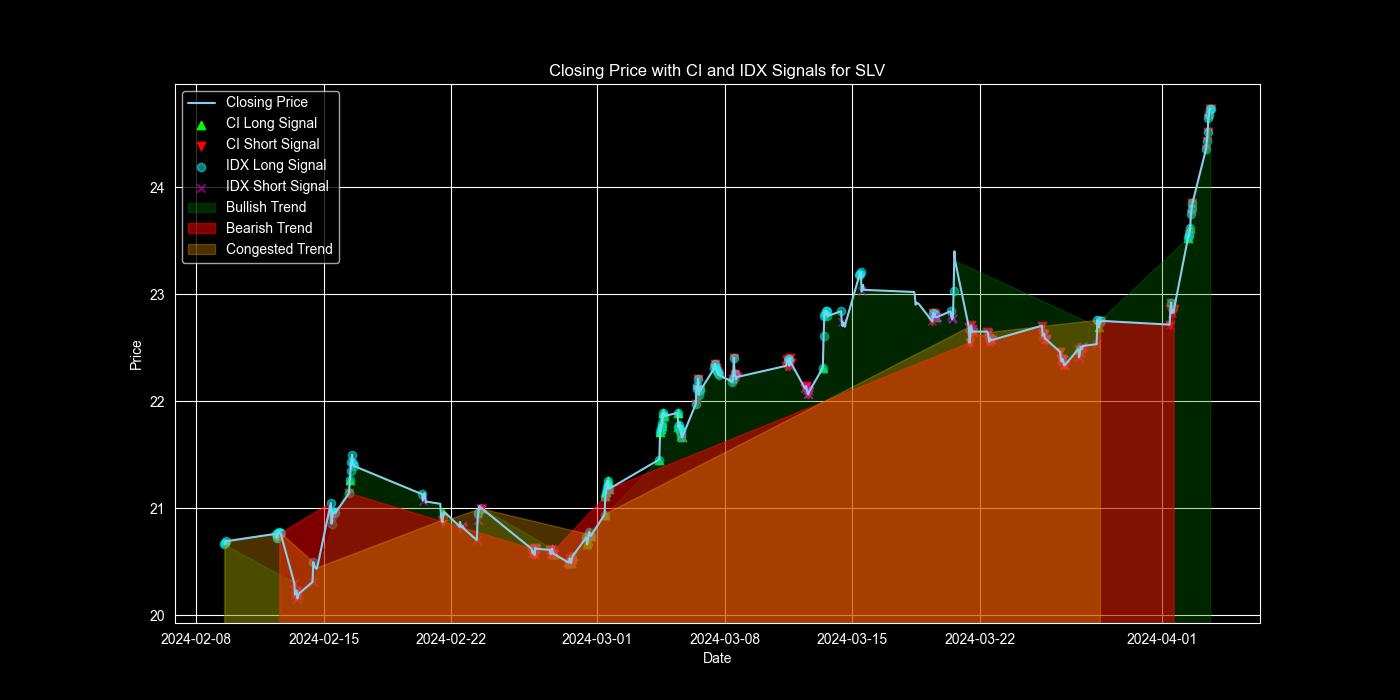 Closing Price with CI and IDX Signals for SLV
Closing Price
CI Long Signal
CI Short Signal
IDX Long Signal
IDX Short Signal
Bullish Trend
Bearish Trend
Congested Trend
Price
24
23
22
21
20
2024-02-08 2024-02-15 2024-02-22 2024-03-01 2024-03-08 2024-03-15 2024-03-22 2024-04-01
Date